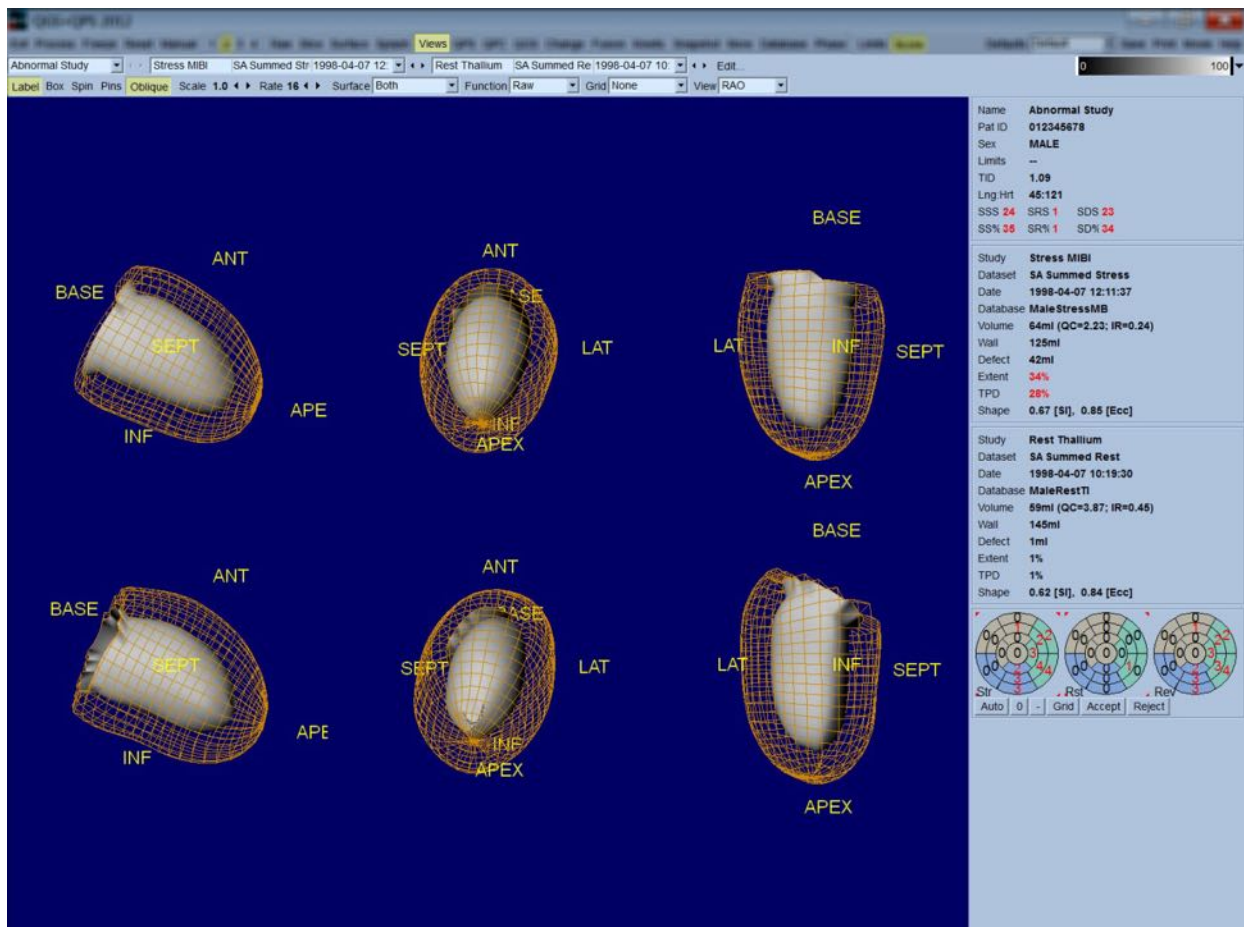 QGS+QPS 2012
Views
Abnormal Study Stress MIBI SA Summed Str 1998-04-07 12: Rest Thallium SA Summed Re 1998-04-07 10: Edit...
0 100
Label Box Spin Pins Oblique Scale 1.0 Rate 16 Surface Both Function Raw Grid None View RAO
BASE
ANT
ANT
BASE
SEPT
SEPT
LAT
LAT
INF
SEPT
APE
INF
INF
APEX
APEX
BASE
ANT
ANT
BASE
BASE
SEPT
SEPT
LAT
LAT
INF
SEPT
APE
INF
INF
APEX
APEX
Name Abnormal Study
Pat ID 012345678
Sex MALE
Limits --
TID 1.09
Lng:Hrt 45:121
SSS 24 SRS 1 SDS 23
SS% 35 SR% 1 SD% 34
Study Stress MIBI
Dataset SA Summed Stress
Date 1998-04-07 12:11:37
Database MaleStressMB
Volume 64ml (QC=2.23; IR=0.24)
Wall 125ml
Defect 42ml
Extent 34%
TPD 28%
Shape 0.67 [SI], 0.85 [Ecc]
Study Rest Thallium
Dataset SA Summed Rest
Date 1998-04-07 10:19:30
Database MaleRestTl
Volume 59ml (QC=3.87; IR=0.45)
Wall 145ml
Defect 1ml
Extent 1%
TPD 1%
Shape 0.62 [SI], 0.84 [Ecc]
Str Rst Rev
Auto 0 - Grid Accept Reject